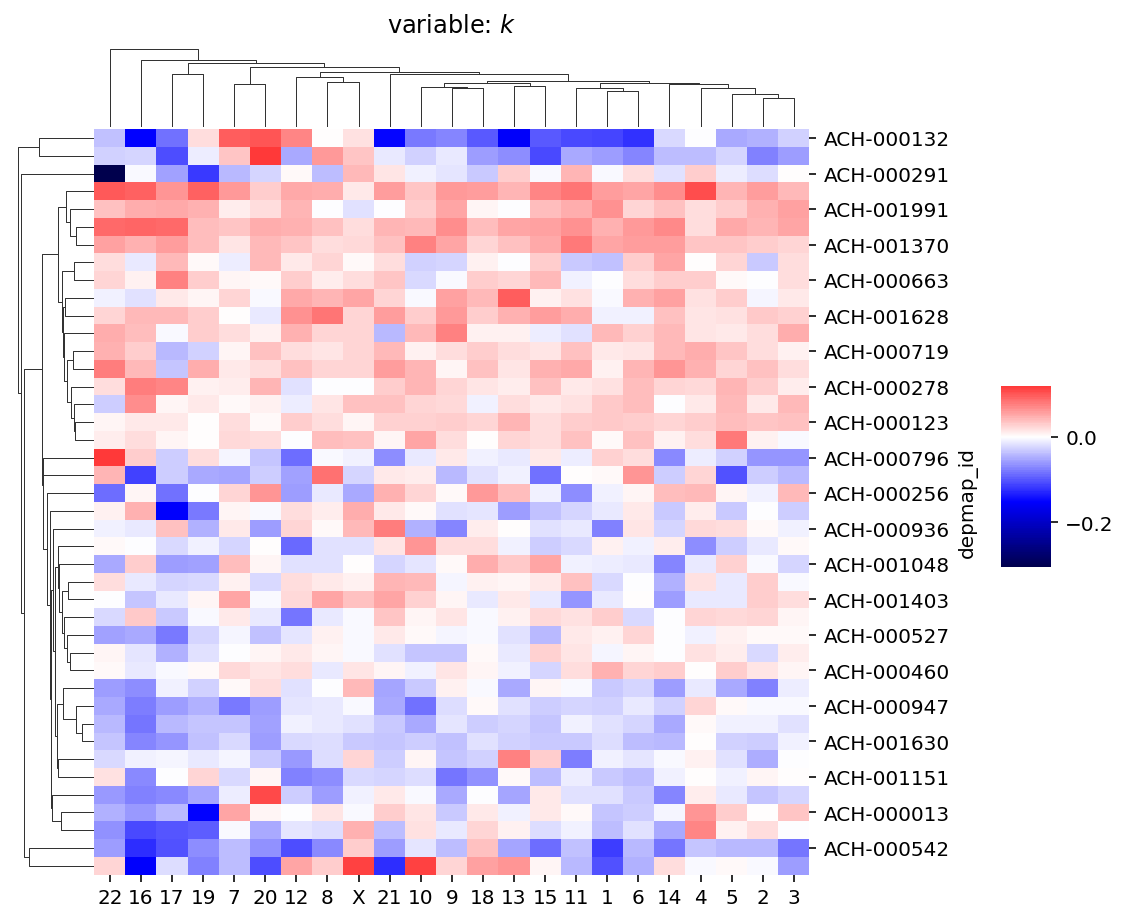 variable: k
ACH-000132
ACH-000291
ACH-001991
ACH-001370
ACH-000663
ACH-001628
ACH-000719
ACH-000278
ACH-000123
ACH-000796
ACH-000256
ACH-000936
ACH-001048
ACH-001403
ACH-000527
ACH-000460
ACH-000947
ACH-001630
ACH-001151
ACH-000013
ACH-000542
depmap_id
0.0
−0.2
22 16 17 19 7 20 12 8 X 21 10 9 18 13 15 11 1 6 14 4 5 2 3